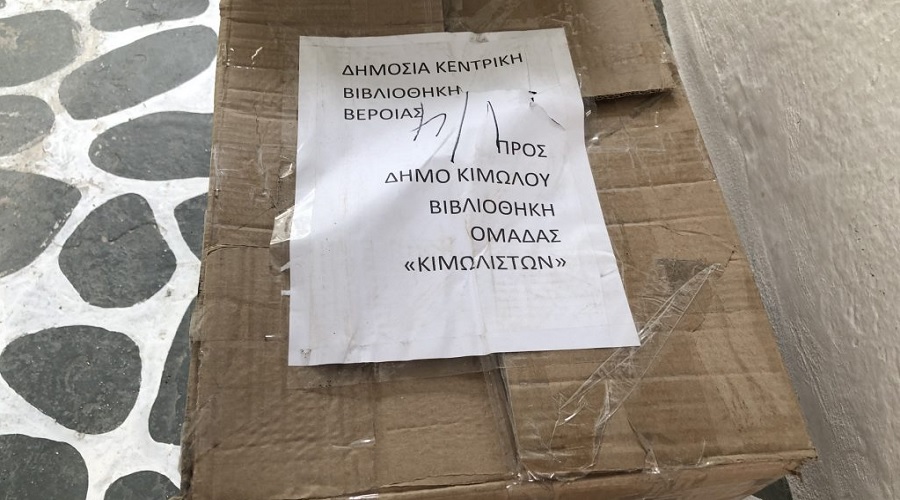 ΔΗΜΟΣΙΑ ΚΕΝΤΡΙΚΗ
ΒΙΒΛΙΟΘΗΚΗ
ΒΕΡΟΙΑΣ
ΠΡΟΣ
ΔΗΜΟ ΚΙΜΩΛΟΥ
ΒΙΒΛΙΟΘΗΚΗ
ΟΜΑΔΑΣ
«ΚΙΜΩΛΙΣΤΩΝ»